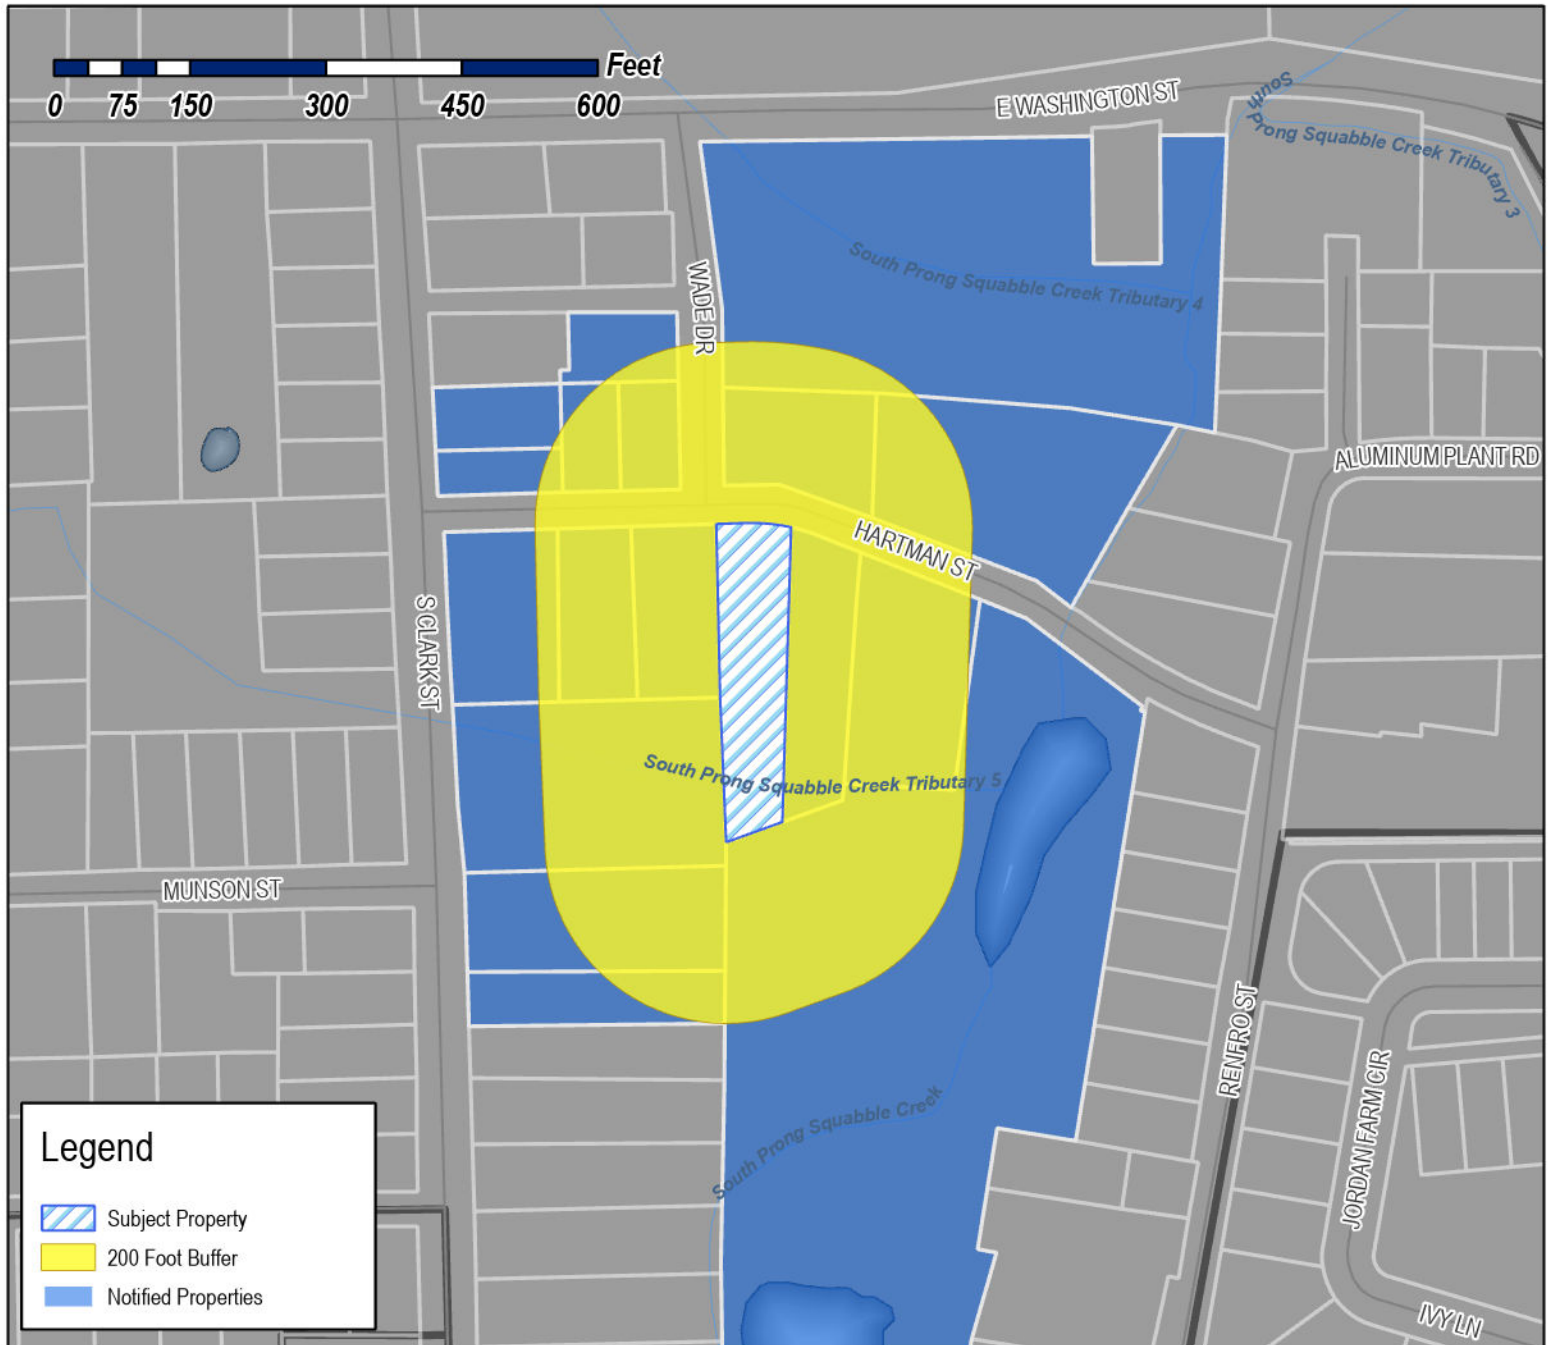 Feet
0 75 150 300 450 600
E WASHINGTON ST
South
Prong Squabble Creek Tributary 3
South Prong Squabble Creek Tributary 4
WADE DR
ALUMINUM PLANT RD
HARTMAN ST
S CLARK ST
South Prong Squabble Creek Tributary 5
MUNSON ST
RENFRO ST
JORDAN FARM CIR
South Prong Squabble Creek
IVY LN
Legend
Subject Property
200 Foot Buffer
Notified Properties